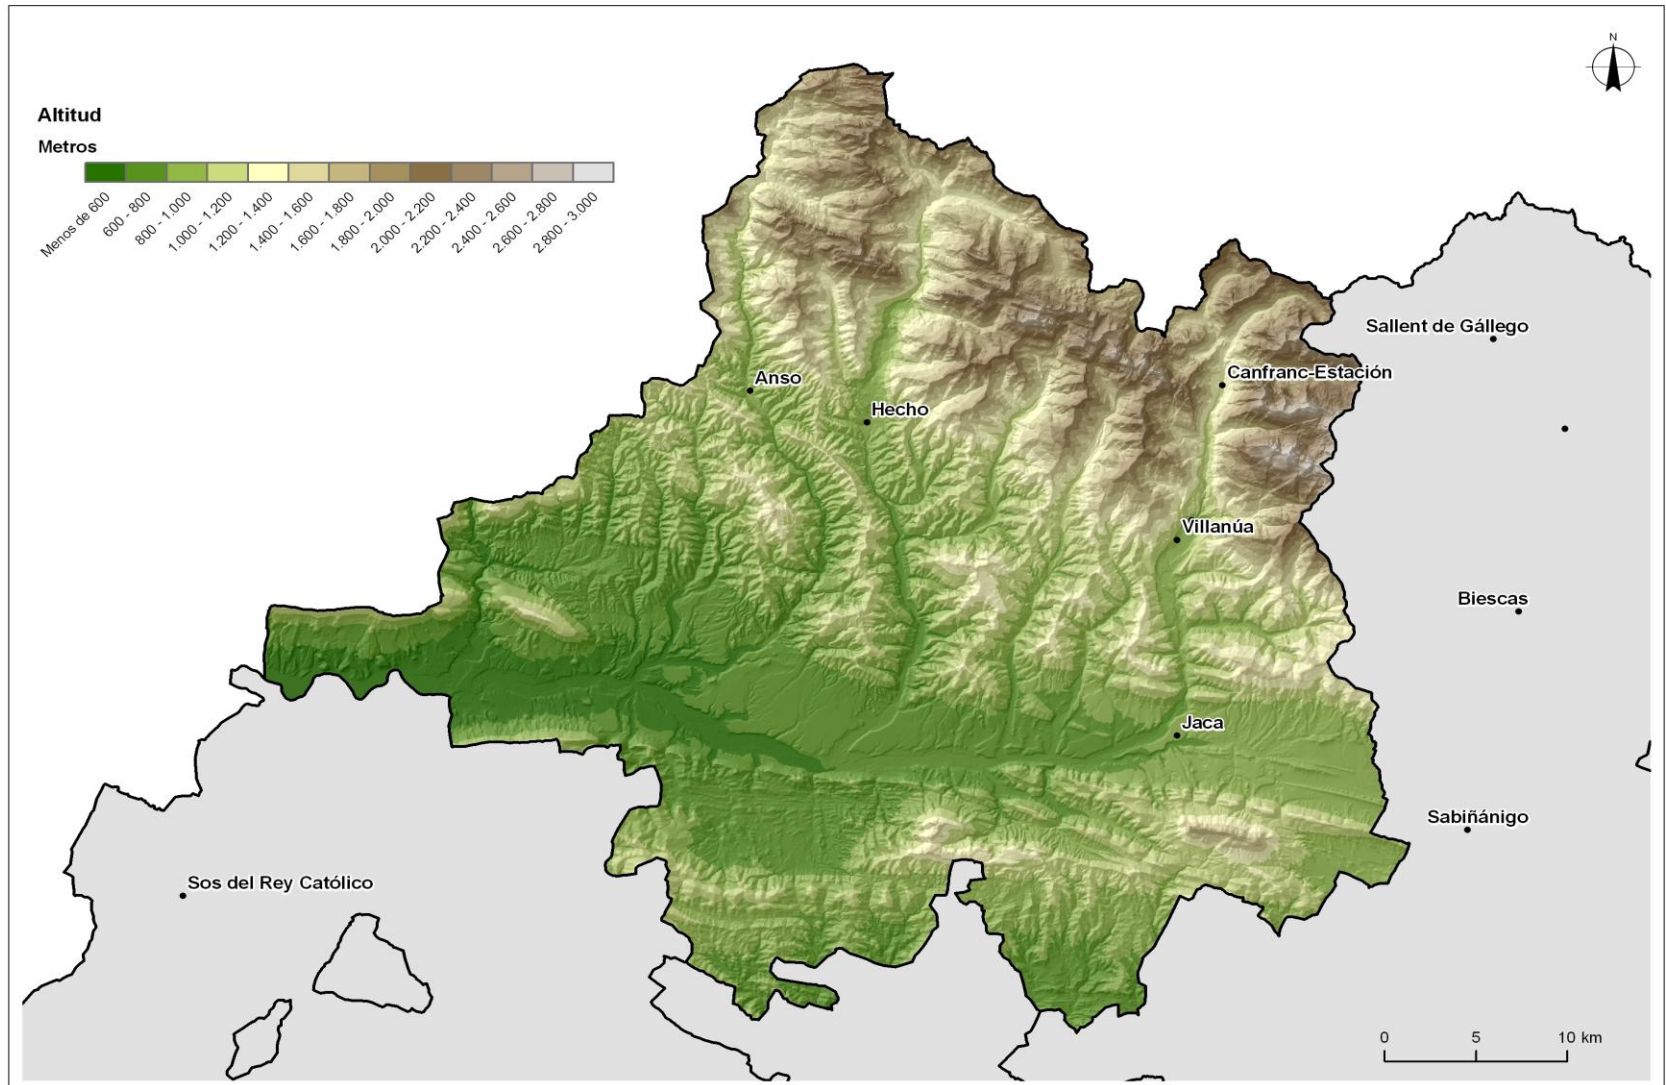 N
Altitud
Metros
Menos de 600
600 - 800
800 - 1.000
1.000 - 1.200
1.200 - 1.400
1.400 - 1.600
1.600 - 1.800
1.800 - 2.000
2.000 - 2.200
2.200 - 2.400
2.400 - 2.600
2.600 - 2.800
2.800 - 3.000
Sallent de Gállego
Canfranc-Estación
Anso
Hecho
Villanúa
Biescas
Jaca
Sabiñánigo
Sos del Rey Católico
0 5 10 km